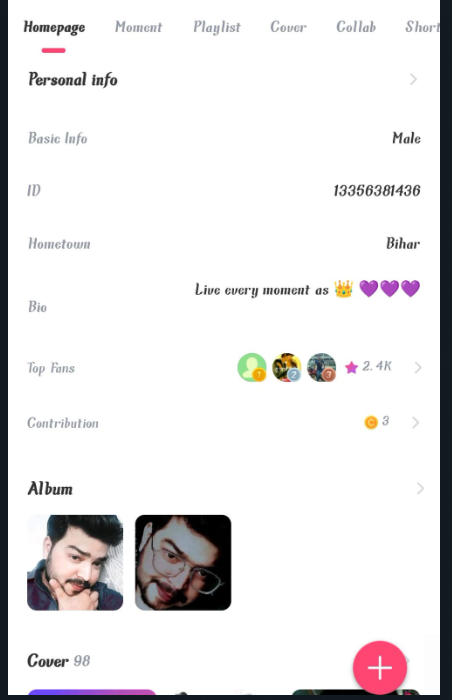 Homepage Moment Playlist Cover Collab Short
Personal info
Basic Info Male
ID 13356381436
Hometown Bihar
Live every moment as 👑 💜💜💜
Bio
Top Fans 1 2 3 2.4K
Contribution C 3
Album
Cover 98